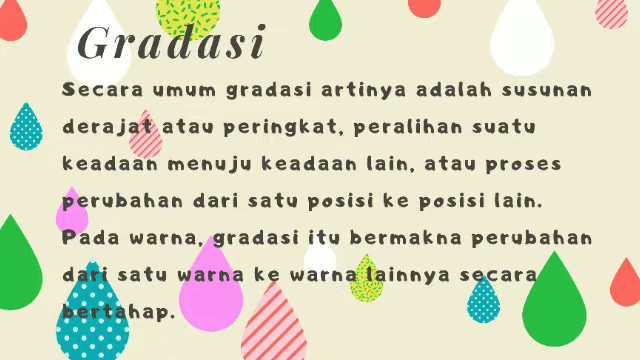 Gradasi
Secara umum gradasi artinya adalah susunan
derajat atau peringkat, peralihan suatu
keadaan menuju keadaan lain, atau proses
perubahan dari satu posisi ke posisi lain.
Pada warna, gradasi itu bermakna perubahan
dari satu warna ke warna lainnya secara
bertahap.